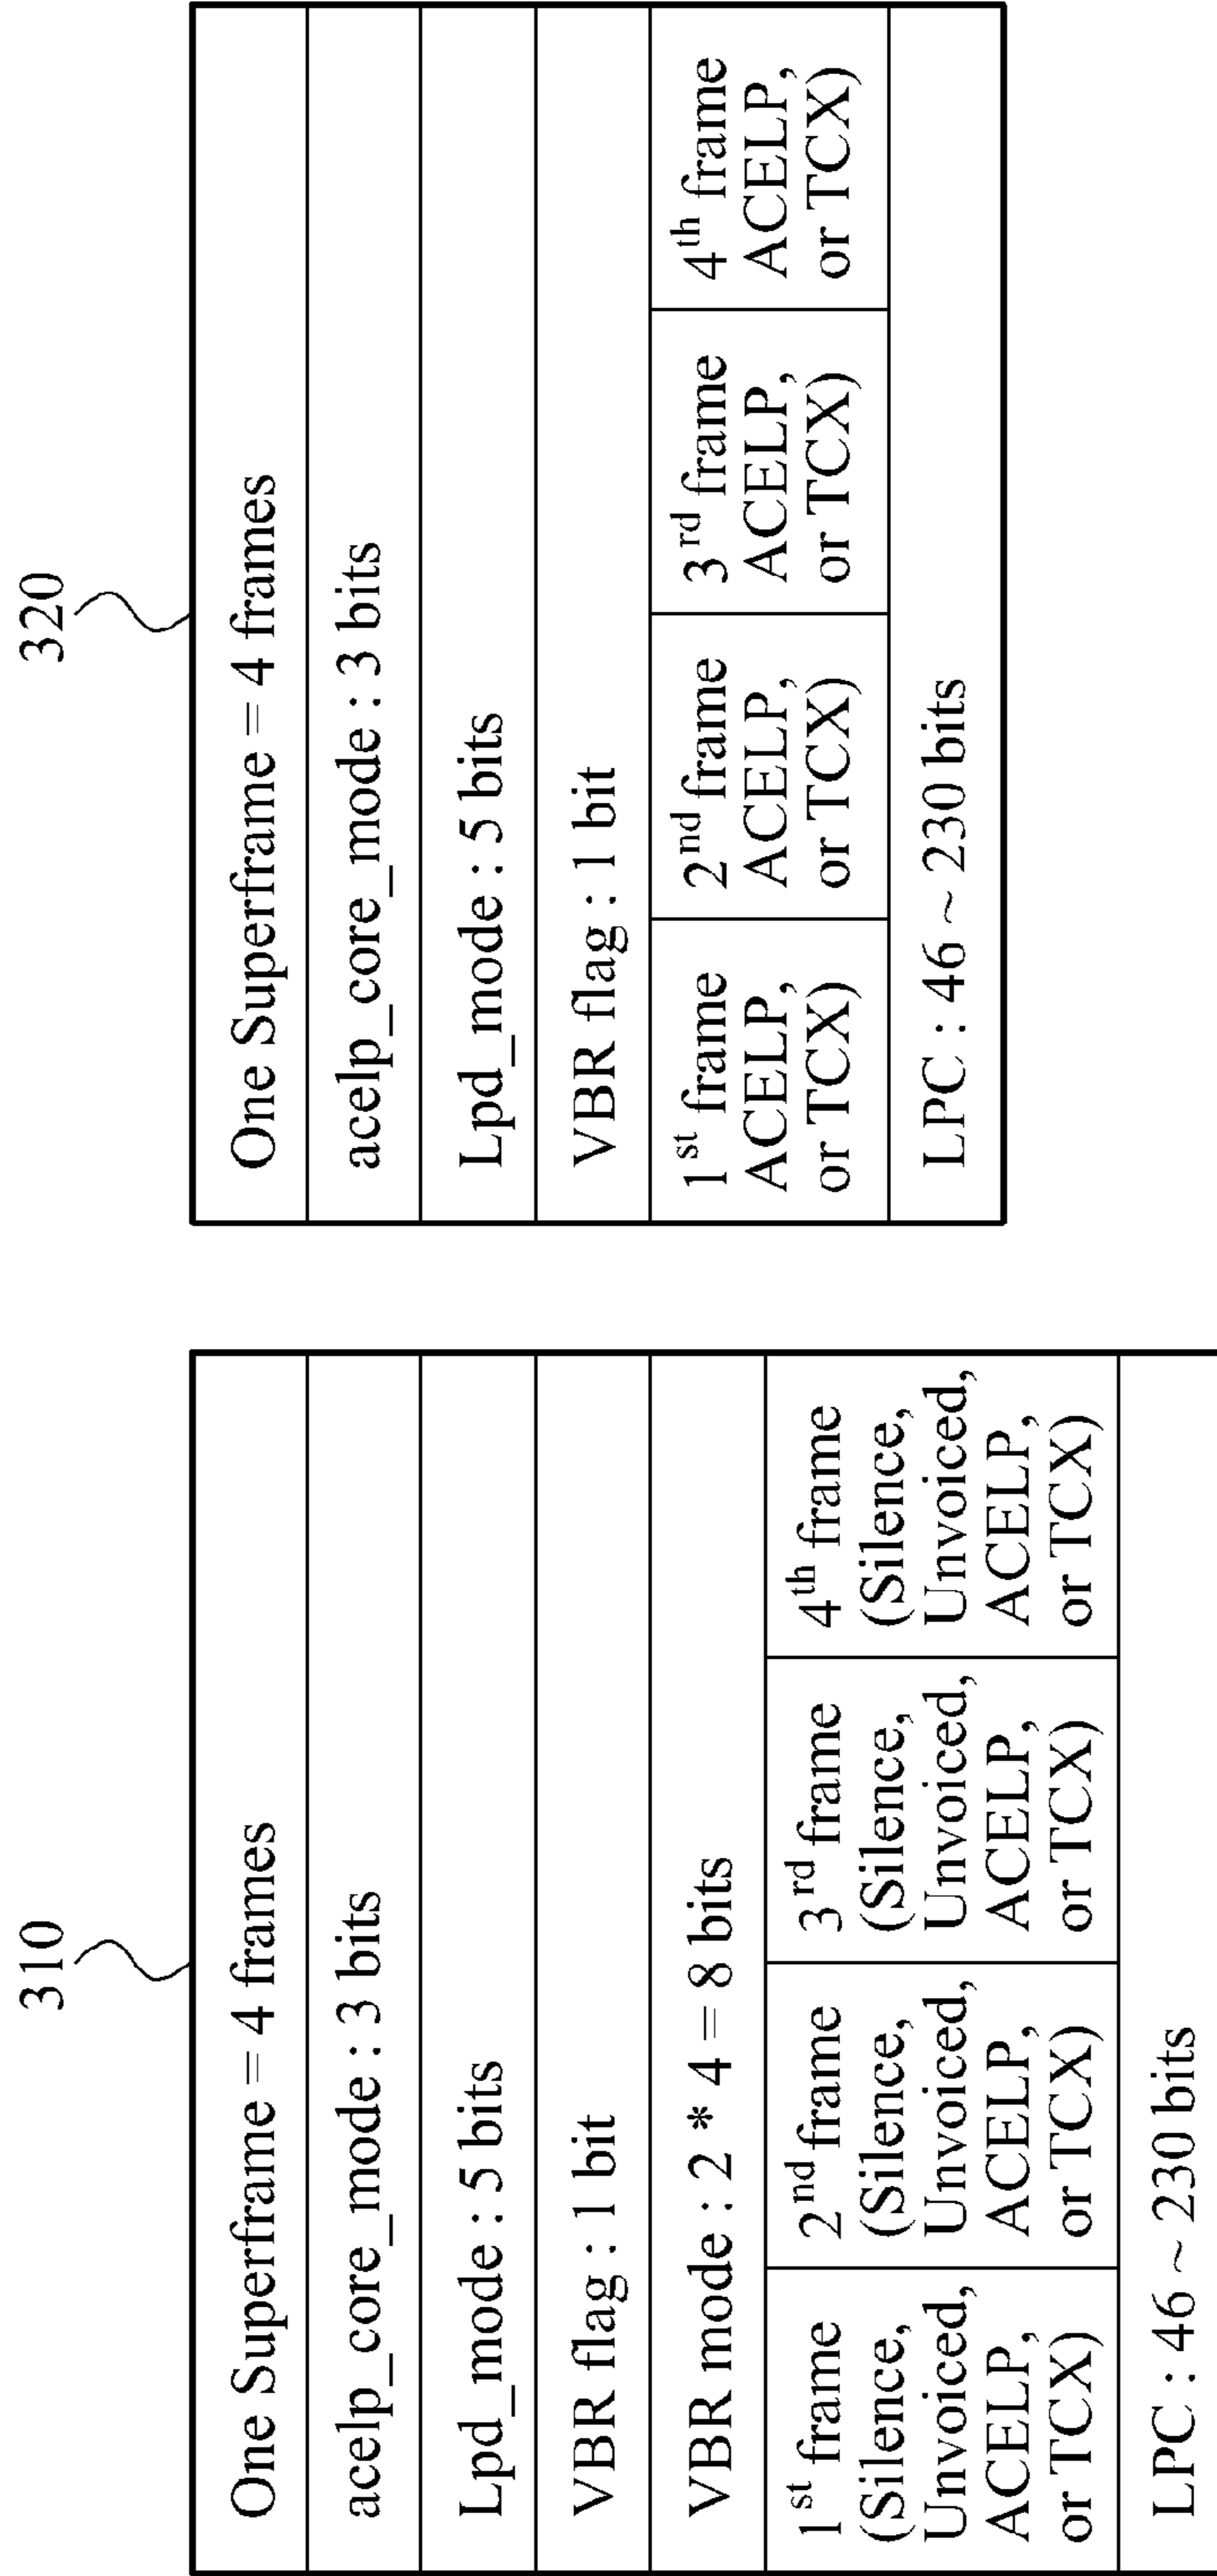 310
One Superframe = 4 frames
acelp_core_mode : 3 bits
Lpd_mode : 5 bits
VBR flag : 1 bit
VBR mode : 2 * 4 = 8 bits
1st frame
(Silence,
Unvoiced,
ACELP,
or TCX)
2nd frame
(Silence,
Unvoiced,
ACELP,
or TCX)
3rd frame
(Silence,
Unvoiced,
ACELP,
or TCX)
4th frame
(Silence,
Unvoiced,
ACELP,
or TCX)
LPC : 46 ~ 230 bits
320
One Superframe = 4 frames
acelp_core_mode : 3 bits
Lpd_mode : 5 bits
VBR flag : 1 bit
1st frame
ACELP,
or TCX)
2nd frame
ACELP,
or TCX)
3rd frame
ACELP,
or TCX)
4th frame
ACELP,
or TCX)
LPC : 46 ~ 230 bits